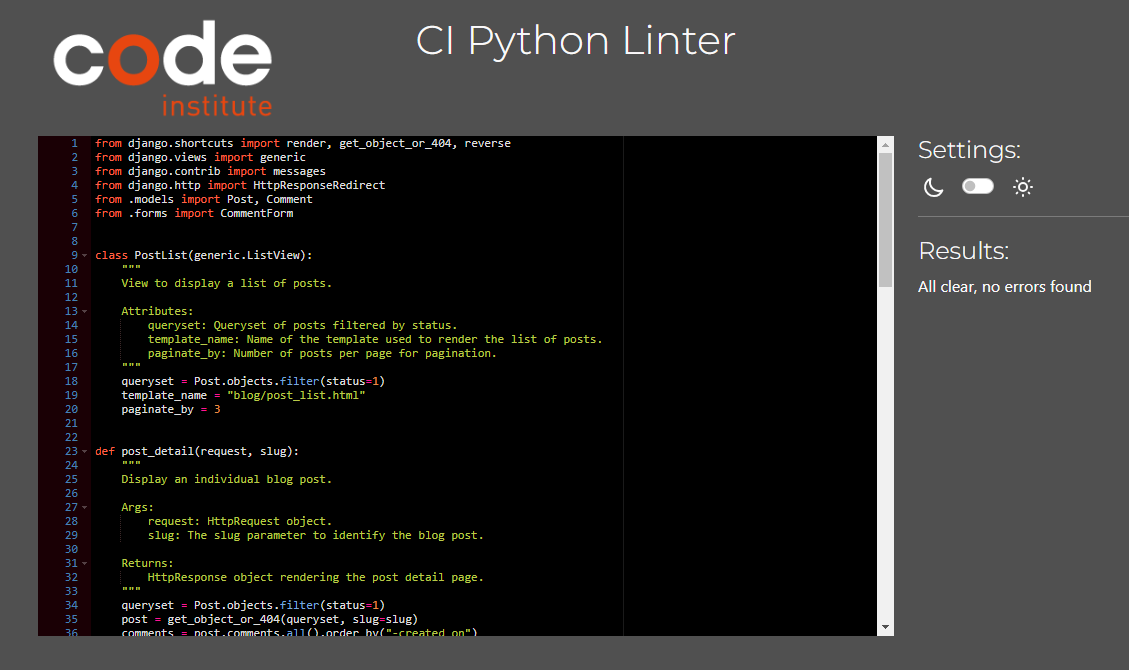 code
institute
CI Python Linter
1 from django.shortcuts import render, get_object_or_404, reverse
2 from django.views import generic
3 from django.contrib import messages
4 from django.http import HttpResponseRedirect
5 from .models import Post, Comment
6 from .forms import CommentForm
7
8
9 class PostList(generic.ListView):
10     """
11     View to display a list of posts.
12
13     Attributes:
14         queryset: Queryset of posts filtered by status.
15         template_name: Name of the template used to render the list of posts.
16         paginate_by: Number of posts per page for pagination.
17     """
18     queryset = Post.objects.filter(status=1)
19     template_name = "blog/post_list.html"
20     paginate_by = 3
21
22
23 def post_detail(request, slug):
24     """
25     Display an individual blog post.
26
27     Args:
28         request: HttpRequest object.
29         slug: The slug parameter to identify the blog post.
30
31     Returns:
32         HttpResponse object rendering the post detail page.
33     """
34     queryset = Post.objects.filter(status=1)
35     post = get_object_or_404(queryset, slug=slug)
36     comments = post.comments.all().order_by("-created_on")
Settings:
Results:
All clear, no errors found